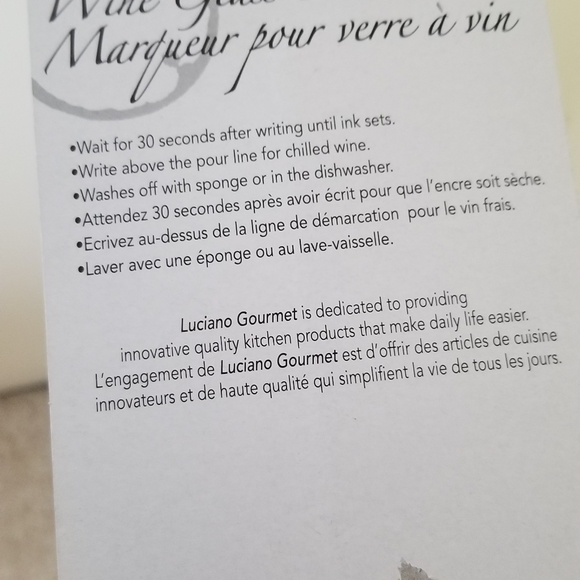 Wine Glass
Marqueur pour verre à vin
•Wait for 30 seconds after writing until ink sets.
•Write above the pour line for chilled wine.
•Washes off with sponge or in the dishwasher.
•Attendez 30 secondes après avoir écrit pour que l'encre soit sèche.
•Ecrivez au-dessus de la ligne de démarcation pour le vin frais.
•Laver avec une éponge ou au lave-vaisselle.
Luciano Gourmet is dedicated to providing
innovative quality kitchen products that make daily life easier.
L'engagement de Luciano Gourmet est d'offrir des articles de cuisine
innovateurs et de haute qualité qui simplifient la vie de tous les jours.